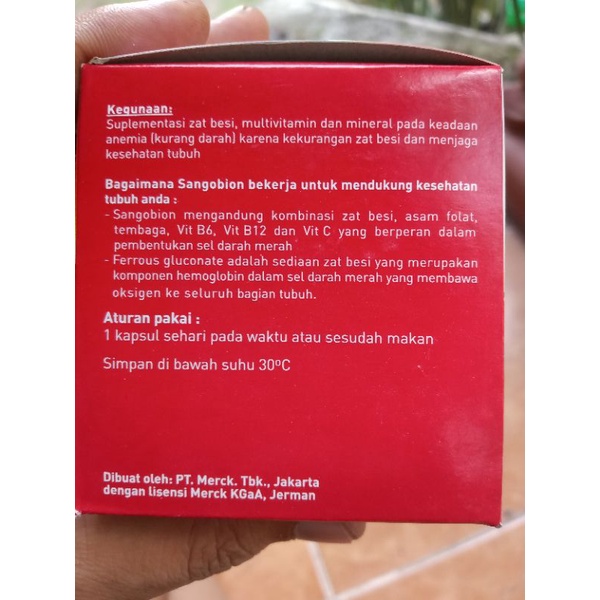 Kegunaan:
Suplementasi zat besi, multivitamin dan mineral pada keadaan
anemia (kurang darah) karena kekurangan zat besi dan menjaga
kesehatan tubuh
Bagaimana Sangobion bekerja untuk mendukung kesehatan
tubuh anda :
- Sangobion mengandung kombinasi zat besi, asam folat,
tembaga, Vit B6, Vit B12 dan Vit C yang berperan dalam
pembentukan sel darah merah
- Ferrous gluconate adalah sediaan zat besi yang merupakan
komponen hemoglobin dalam sel darah merah yang membawa
oksigen ke seluruh bagian tubuh.
Aturan pakai :
1 kapsul sehari pada waktu atau sesudah makan
Simpan di bawah suhu 30ºC
Dibuat oleh: PT. Merck. Tbk., Jakarta
dengan lisensi Merck KGaA, Jerman